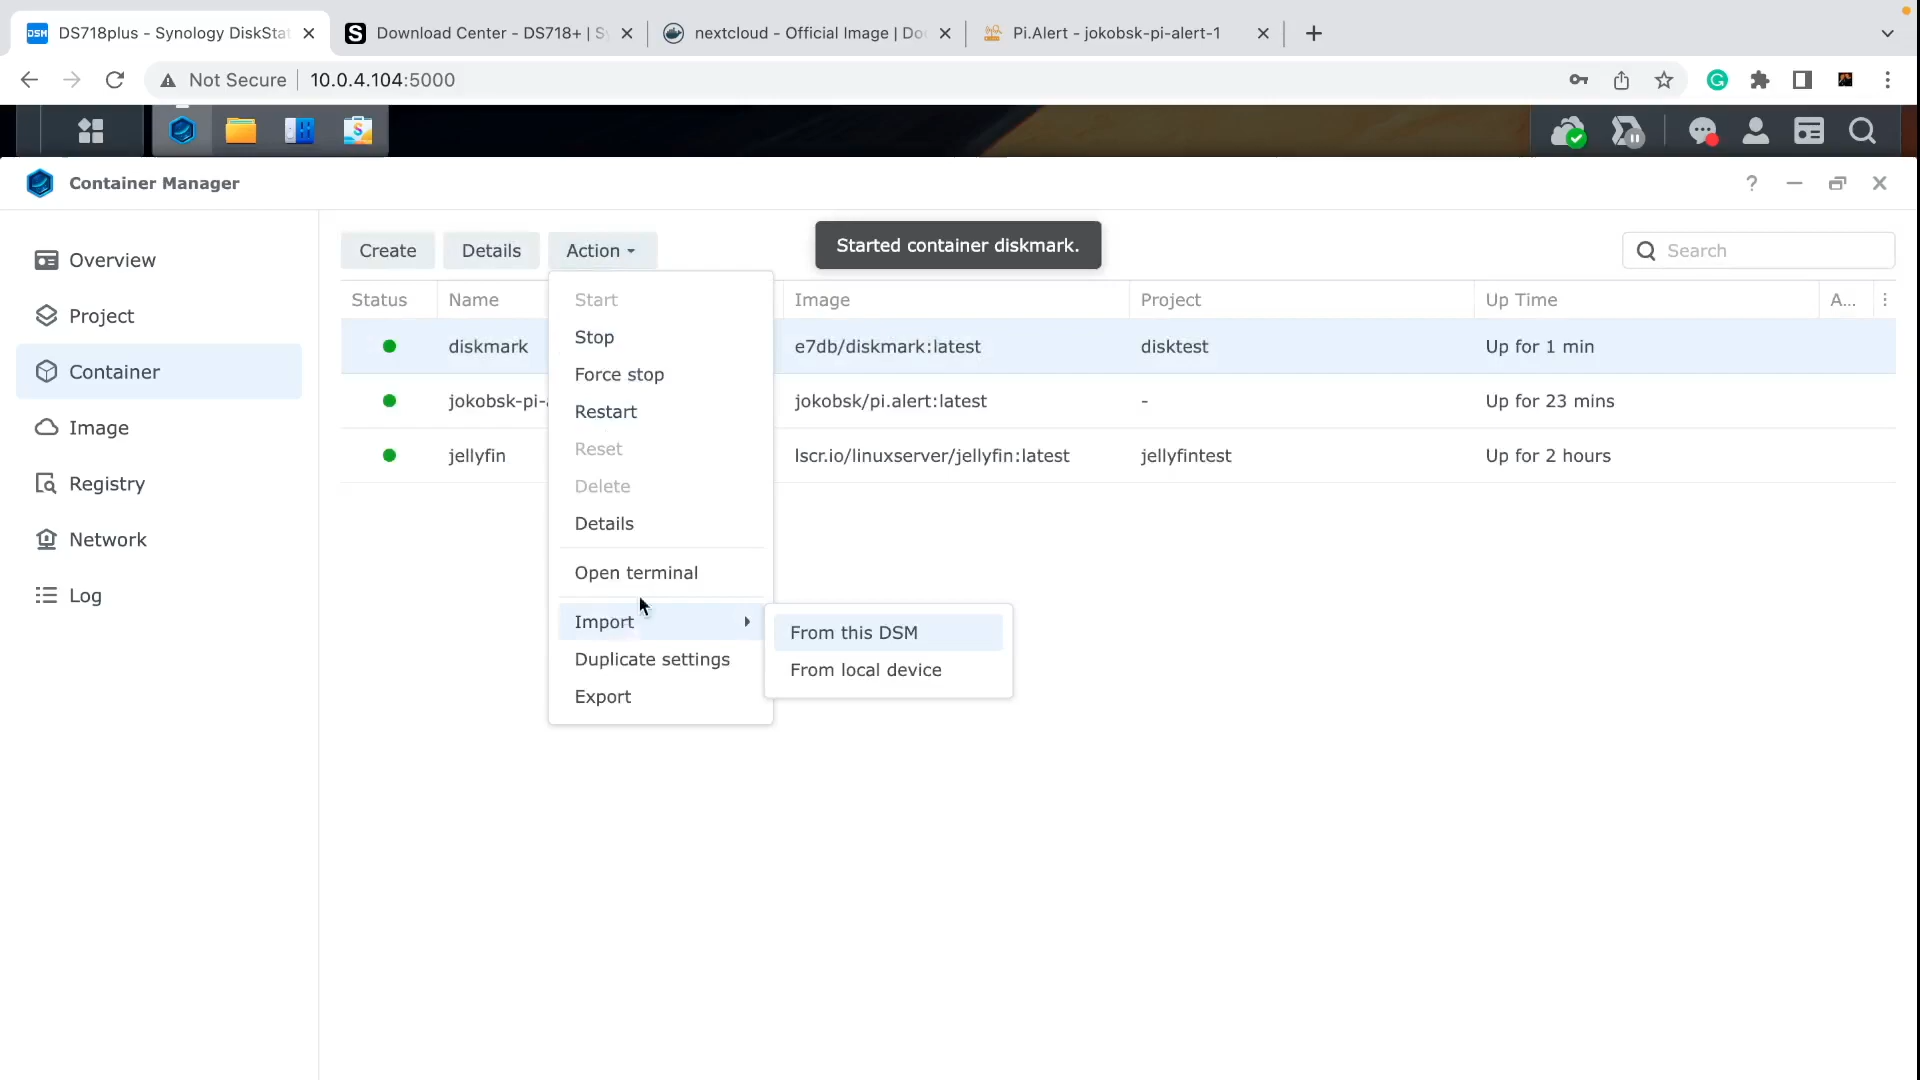 DS718plus - Synology DiskSta
Download Center - DS718+ | S
nextcloud - Official Image | Do
Pi.Alert - jokobsk-pi-alert-1
Not Secure
10.0.4.104:5000
Container Manager
Overview
Project
Container
Image
Registry
Network
Log
Create
Details
Action
Started container diskmark.
Search
Status
Name
Image
Project
Up Time
A...
diskmark
e7db/diskmark:latest
disktest
Up for 1 min
jokobsk-pi-
jokobsk/pi.alert:latest
-
Up for 23 mins
jellyfin
lscr.io/linuxserver/jellyfin:latest
jellyfintest
Up for 2 hours
Start
Stop
Force stop
Restart
Reset
Delete
Details
Open terminal
Import
Duplicate settings
Export
From this DSM
From local device